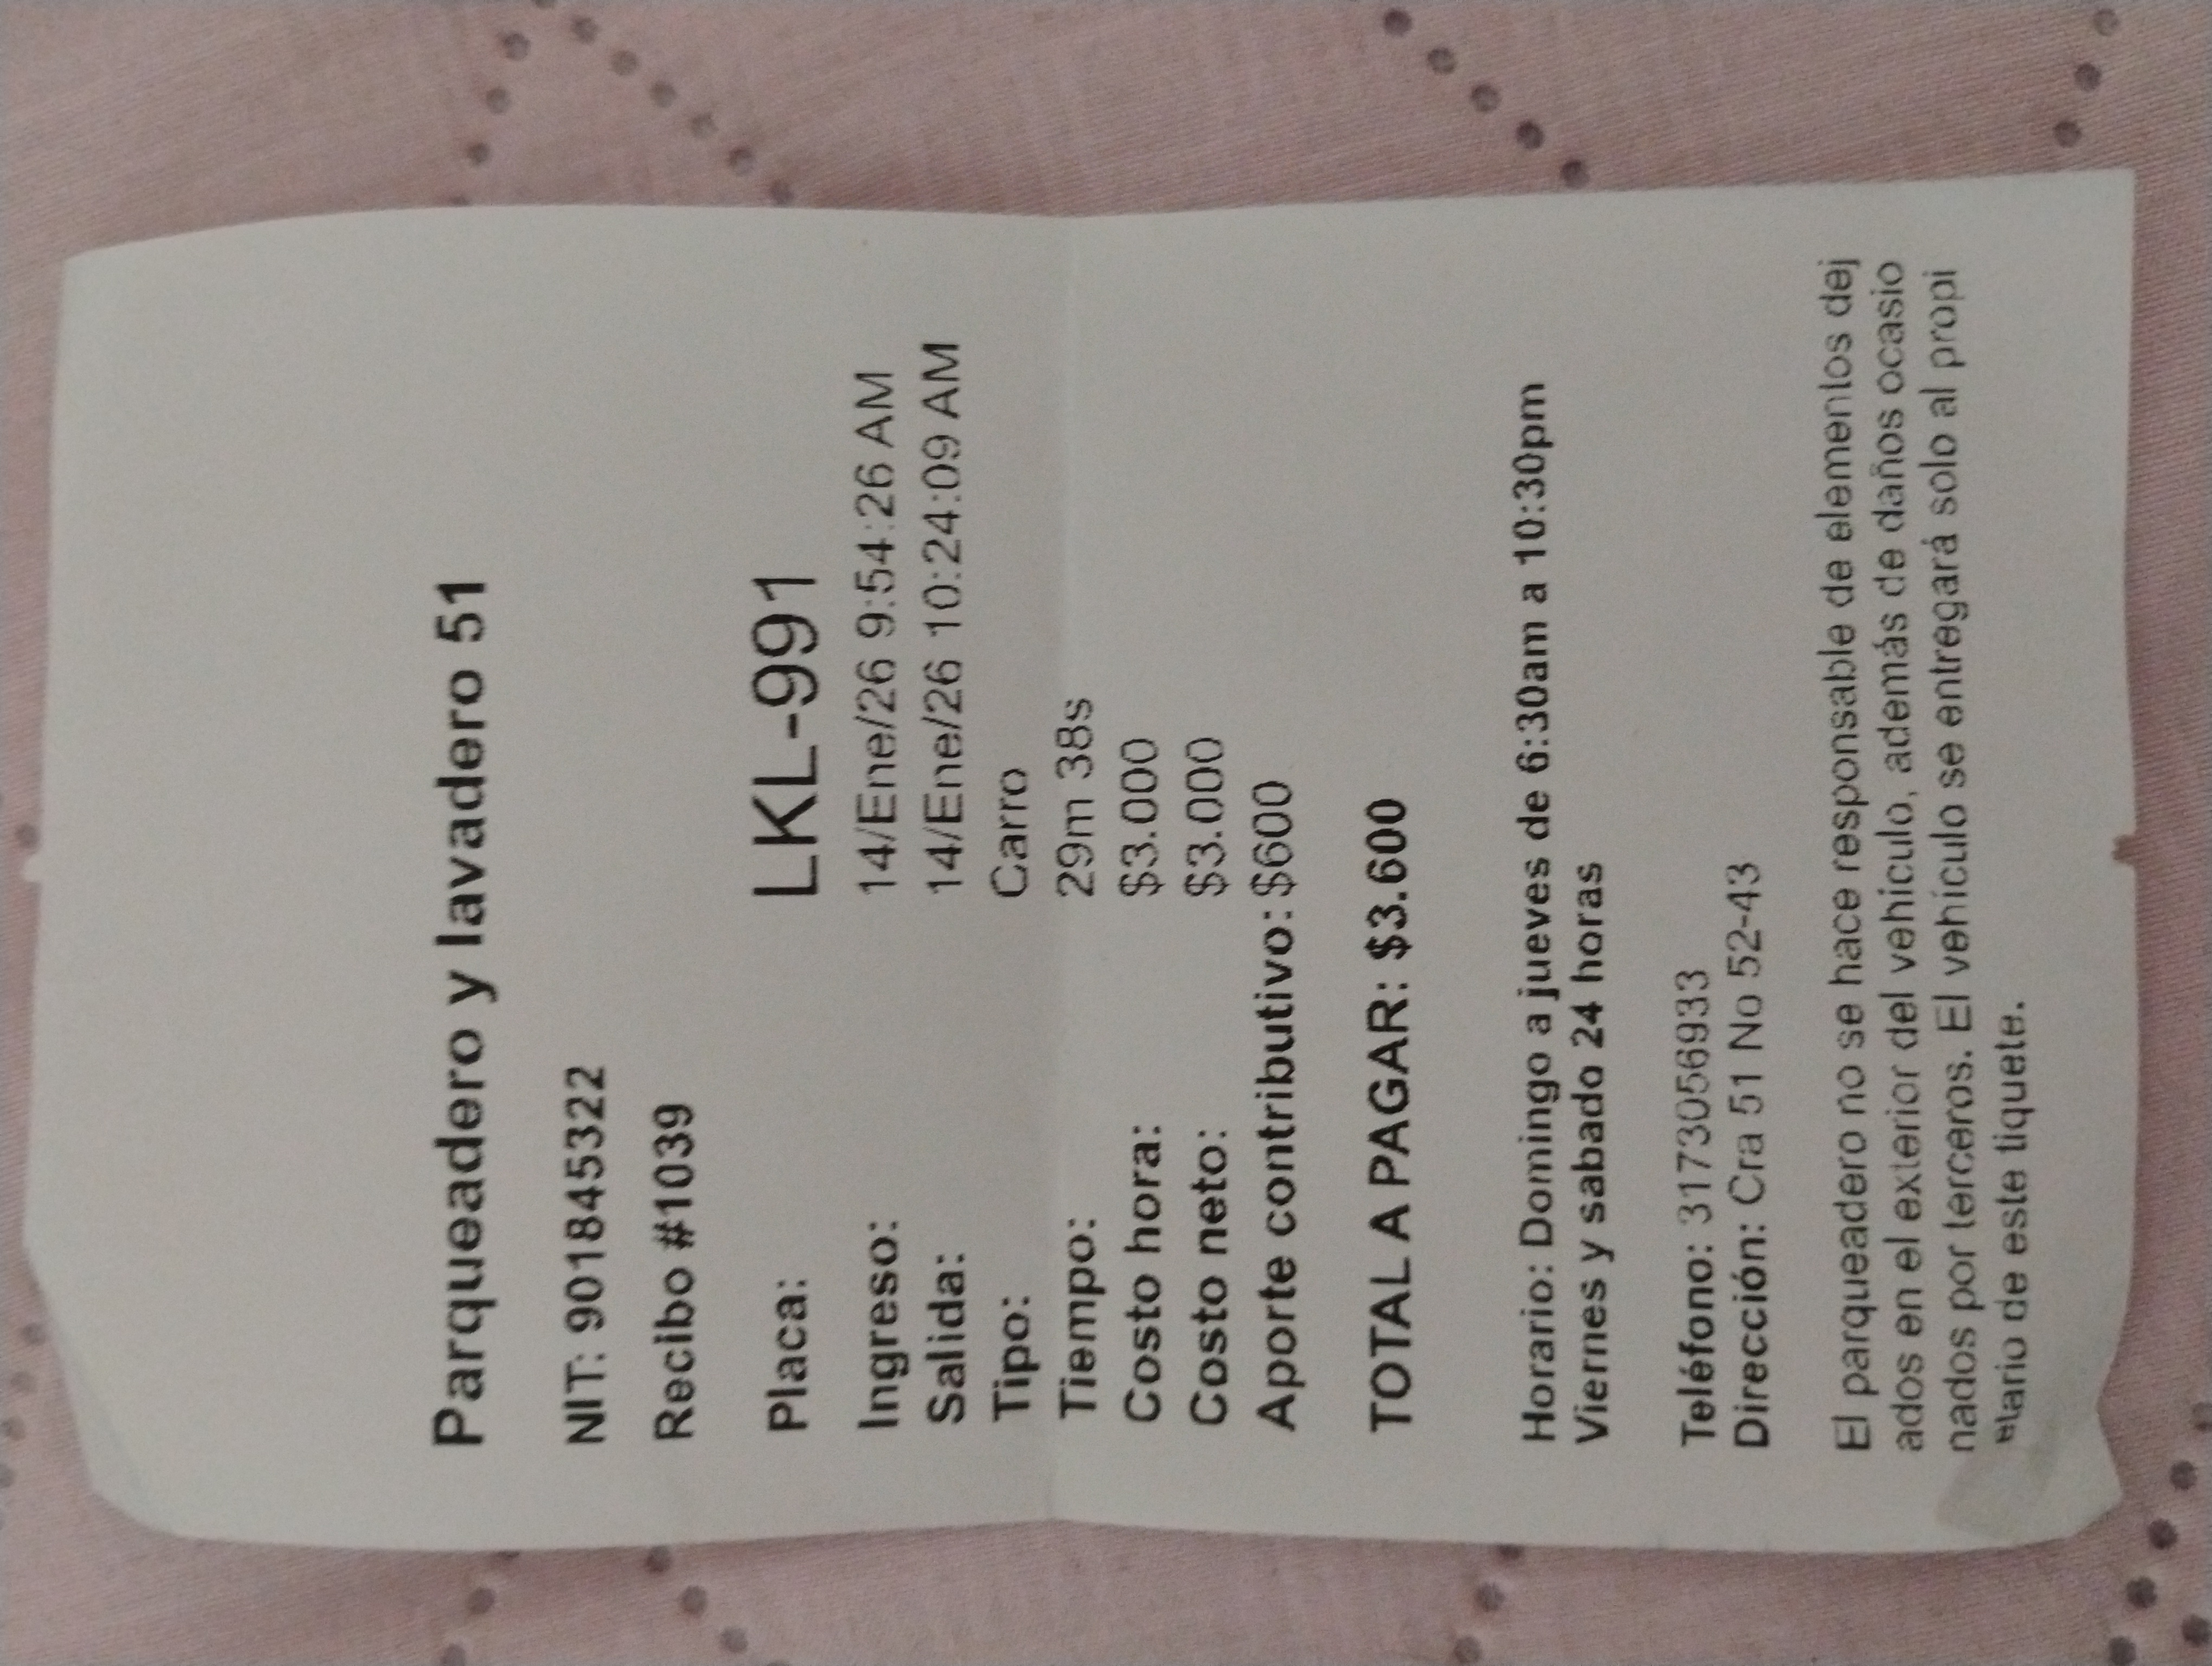 Parqueadero y lavadero 51
NIT: 901845322
Recibo #1039
Placa: LKL-991
Ingreso: 14/Ene/26 9:54:26 AM
Salida: 14/Ene/26 10:24:09 AM
Tipo: Carro
Tiempo: 29m 38s
Costo hora: $3.000
Costo neto: $3.000
Aporte contributivo: $600
TOTAL A PAGAR: $3.600
Horario: Domingo a jueves de 6:30am a 10:30pm
Viernes y sabado 24 horas
Teléfono: 3173056933
Dirección: Cra 51 No 52-43
El parqueadero no se hace responsable de elementos dej
ados en el exterior del vehículo, además de daños ocasio
nados por terceros. El vehículo se entregará solo al propi
etario de este tiquete.